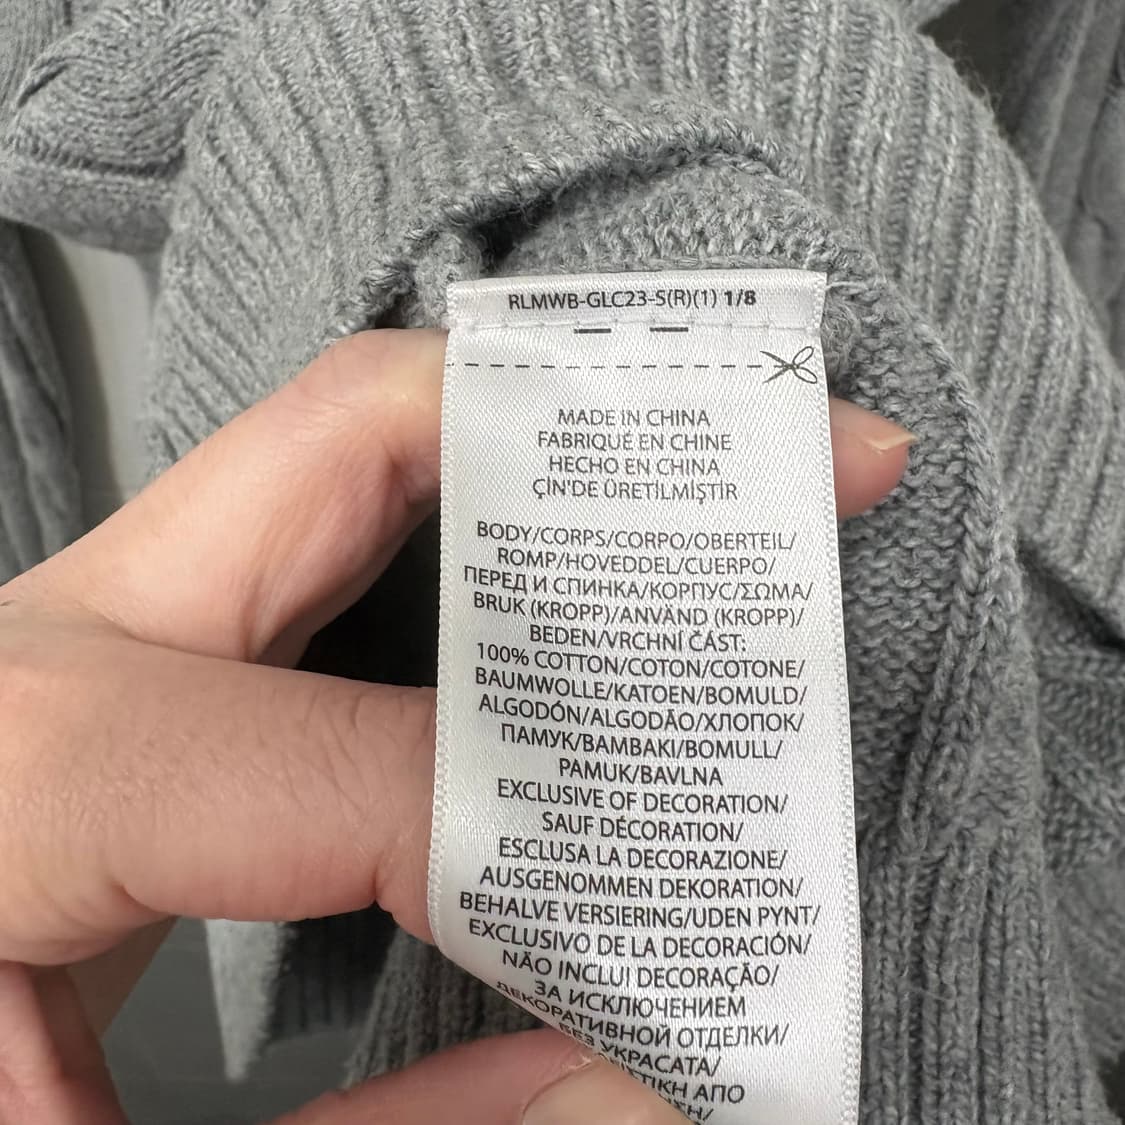 RLMWB-GLC23-S(R)(1) 1/8
MADE IN CHINA
FABRIQUÉ EN CHINE
HECHO EN CHINA
ÇİN'DE ÜRETİLMİŞTİR
BODY/CORPS/CORPO/OBERTEIL/
ROMP/HOVEDDEL/CUERPO/
ПЕРЕД И СПИНКА/КОРПУС/ΣΩΜΑ/
BRUK (KROPP)/ANVÄND (KROPP)/
BEDEN/VRCHNÍ ČÁST:
100% COTTON/COTON/COTONE/
BAUMWOLLE/KATOEN/BOMULD/
ALGODÓN/ALGODÃO/ХЛОПОК/
ПАМУК/ΒΑΜΒΑΚΙ/BOMULL/
PAMUK/BAVLNA
EXCLUSIVE OF DECORATION/
SAUF DÉCORATION/
ESCLUSA LA DECORAZIONE/
AUSGENOMMEN DEKORATION/
BEHALVE VERSIERING/UDEN PYNT/
EXCLUSIVO DE LA DECORACIÓN/
NÃO INCLUI DECORAÇÃO/
ЗА ИСКЛЮЧЕНИЕМ
ДЕКОРАТИВНОЙ ОТДЕЛКИ/
БЕЗ УКРАСАТА/
ΑΠΟ